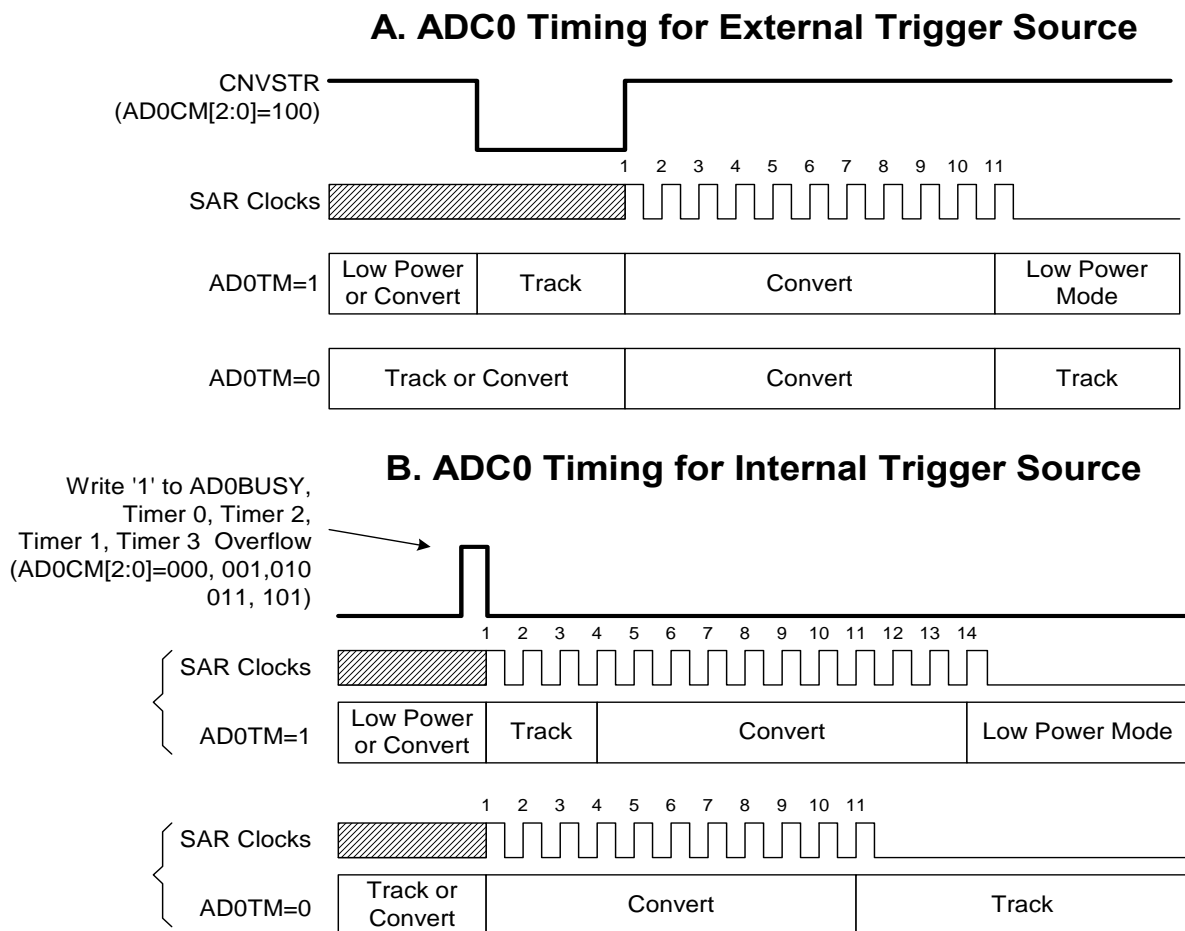 A. ADC0 Timing for External Trigger Source
CNVSTR
(AD0CM[2:0]=100)
1 2 3 4 5 6 7 8 9 10 11
SAR Clocks
AD0TM=1
Low Power
or Convert
Track
Convert
Low Power
Mode
AD0TM=0
Track or Convert
Convert
Track
B. ADC0 Timing for Internal Trigger Source
Write '1' to AD0BUSY,
Timer 0, Timer 2,
Timer 1, Timer 3 Overflow
(AD0CM[2:0]=000, 001,010
011, 101)
1 2 3 4 5 6 7 8 9 10 11 12 13 14
SAR Clocks
AD0TM=1
Low Power
or Convert
Track
Convert
Low Power Mode
1 2 3 4 5 6 7 8 9 10 11
SAR Clocks
AD0TM=0
Track or
Convert
Convert
Track